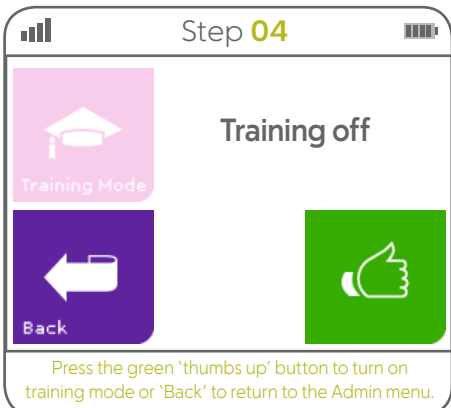 Step 04
Training Mode
Training off
Back
Press the green ‘thumbs up’ button to turn on
training mode or ‘Back’ to return to the Admin menu.